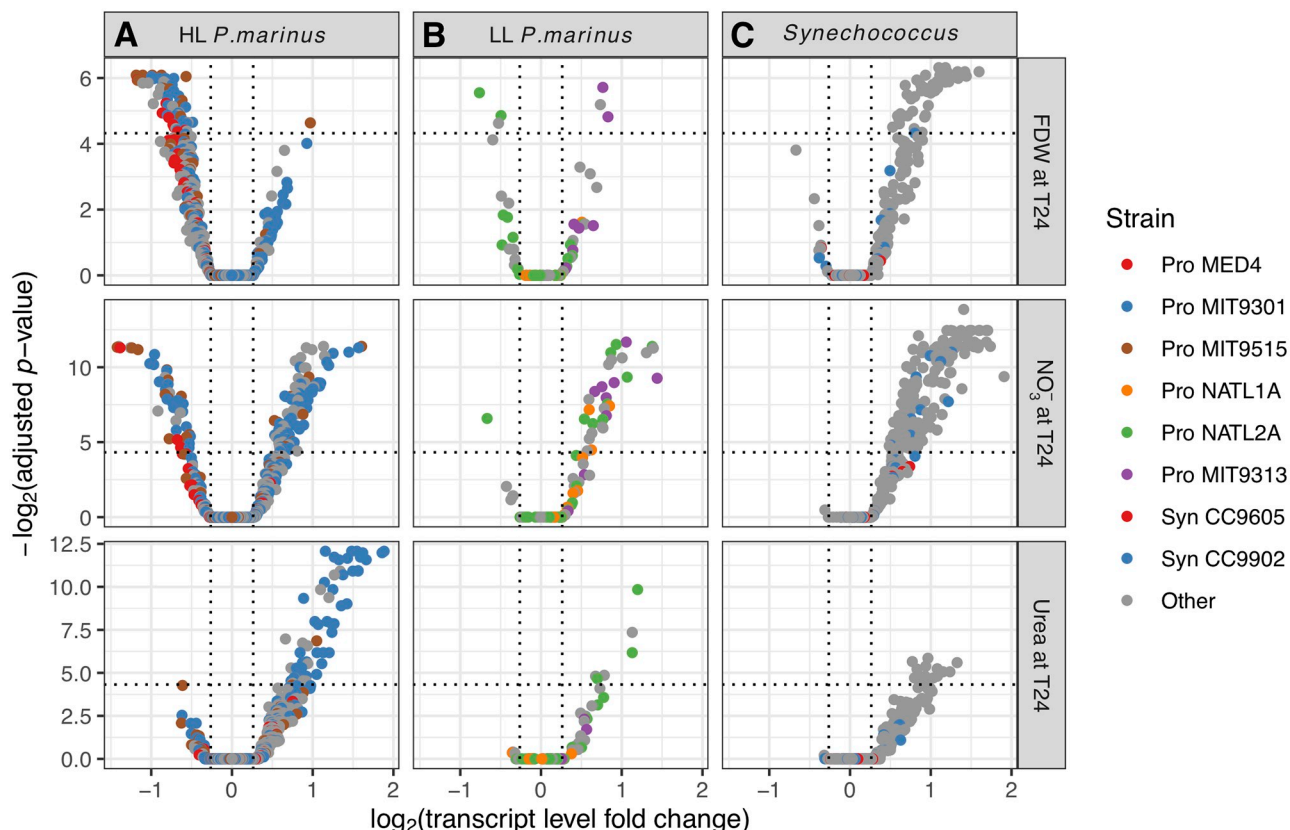 A HL P.marinus
B LL P.marinus
C Synechococcus
6
4
2
0
FDW at T24
10
5
0
NO₃⁻ at T24
12.5
10.0
7.5
5.0
2.5
0.0
Urea at T24
−1 0 1 2
−1 0 1 2
−1 0 1 2
−log₂(adjusted p−value)
log₂(transcript level fold change)
Strain
Pro MED4
Pro MIT9301
Pro MIT9515
Pro NATL1A
Pro NATL2A
Pro MIT9313
Syn CC9605
Syn CC9902
Other